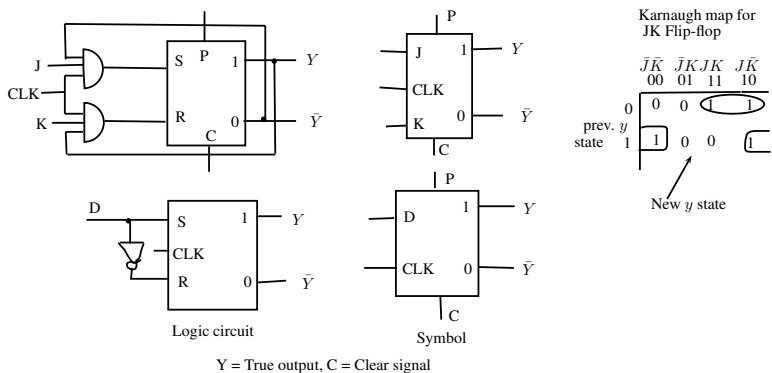 P
J
CLK
K
S P 1 Y
R 0 Ȳ
C
P
J 1 Y
CLK
K 0 Ȳ
C
Karnaugh map for
JK Flip-flop
J̄K̄ J̄K JK JK̄
00 01 11 10
0 0 0 1 1
prev. y
state 1 1 0 0 1
New y state
D S 1 Y
CLK
R 0 Ȳ
Logic circuit
P
D 1 Y
CLK 0 Ȳ
C
Symbol
Y = True output, C = Clear signal